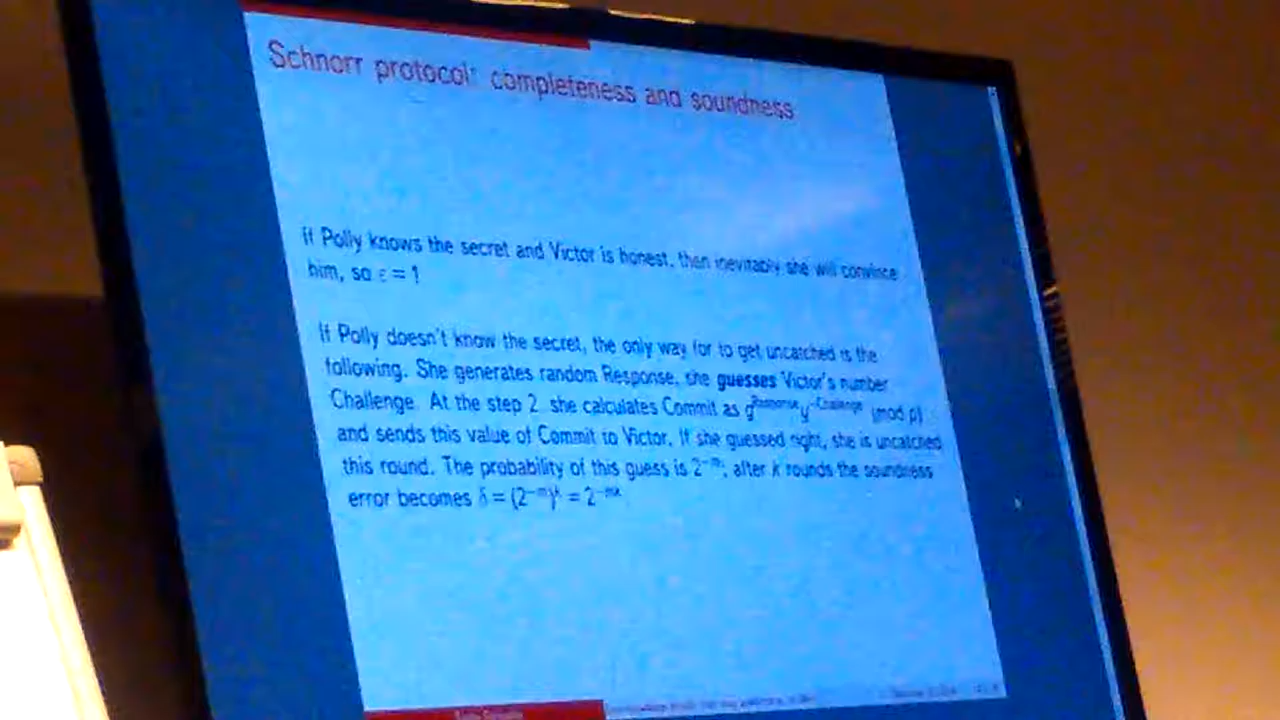 Schnorr protocol: completeness and soundness
If Polly knows the secret and Victor is honest, then inevitably she will convince
him, so ε = 1
If Polly doesn't know the secret, the only way for to get uncatched is the
following. She generates random Response, she guesses Victor's number
Challenge. At the step 2 she calculates Commit as g^Response y^-Challenge (mod p)
and sends this value of Commit to Victor. If she guessed right, she is uncatched
this round. The probability of this guess is 2^-m; after k rounds the soundness
error becomes δ = (2^-m)^k = 2^-mk